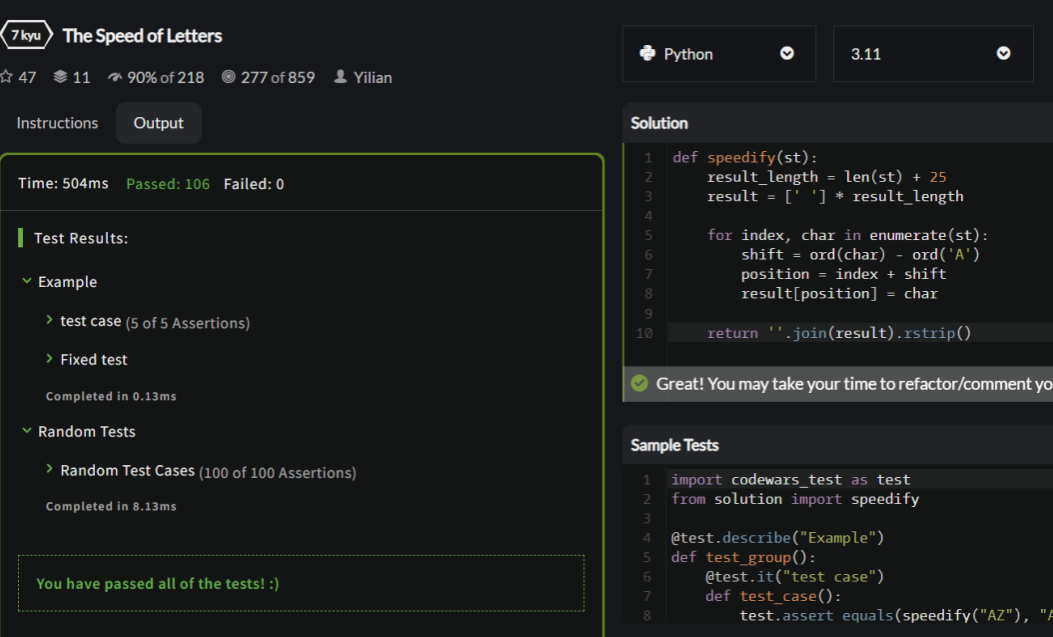 7 kyu The Speed of Letters
47 11 90% of 218 277 of 859 Yilian
Instructions Output
Time: 504ms Passed: 106 Failed: 0
Test Results:
Example
test case (5 of 5 Assertions)
Fixed test
Completed in 0.13ms
Random Tests
Random Test Cases (100 of 100 Assertions)
Completed in 8.13ms
You have passed all of the tests! :)
Python 3.11
Solution
1 def speedify(st):
2     result_length = len(st) + 25
3     result = [' '] * result_length
4
5     for index, char in enumerate(st):
6         shift = ord(char) - ord('A')
7         position = index + shift
8         result[position] = char
9
10     return ''.join(result).rstrip()
Great! You may take your time to refactor/comment yo
Sample Tests
1 import codewars_test as test
2 from solution import speedify
3
4 @test.describe("Example")
5 def test_group():
6     @test.it("test case")
7     def test_case():
8         test.assert_equals(speedify("AZ"), "A